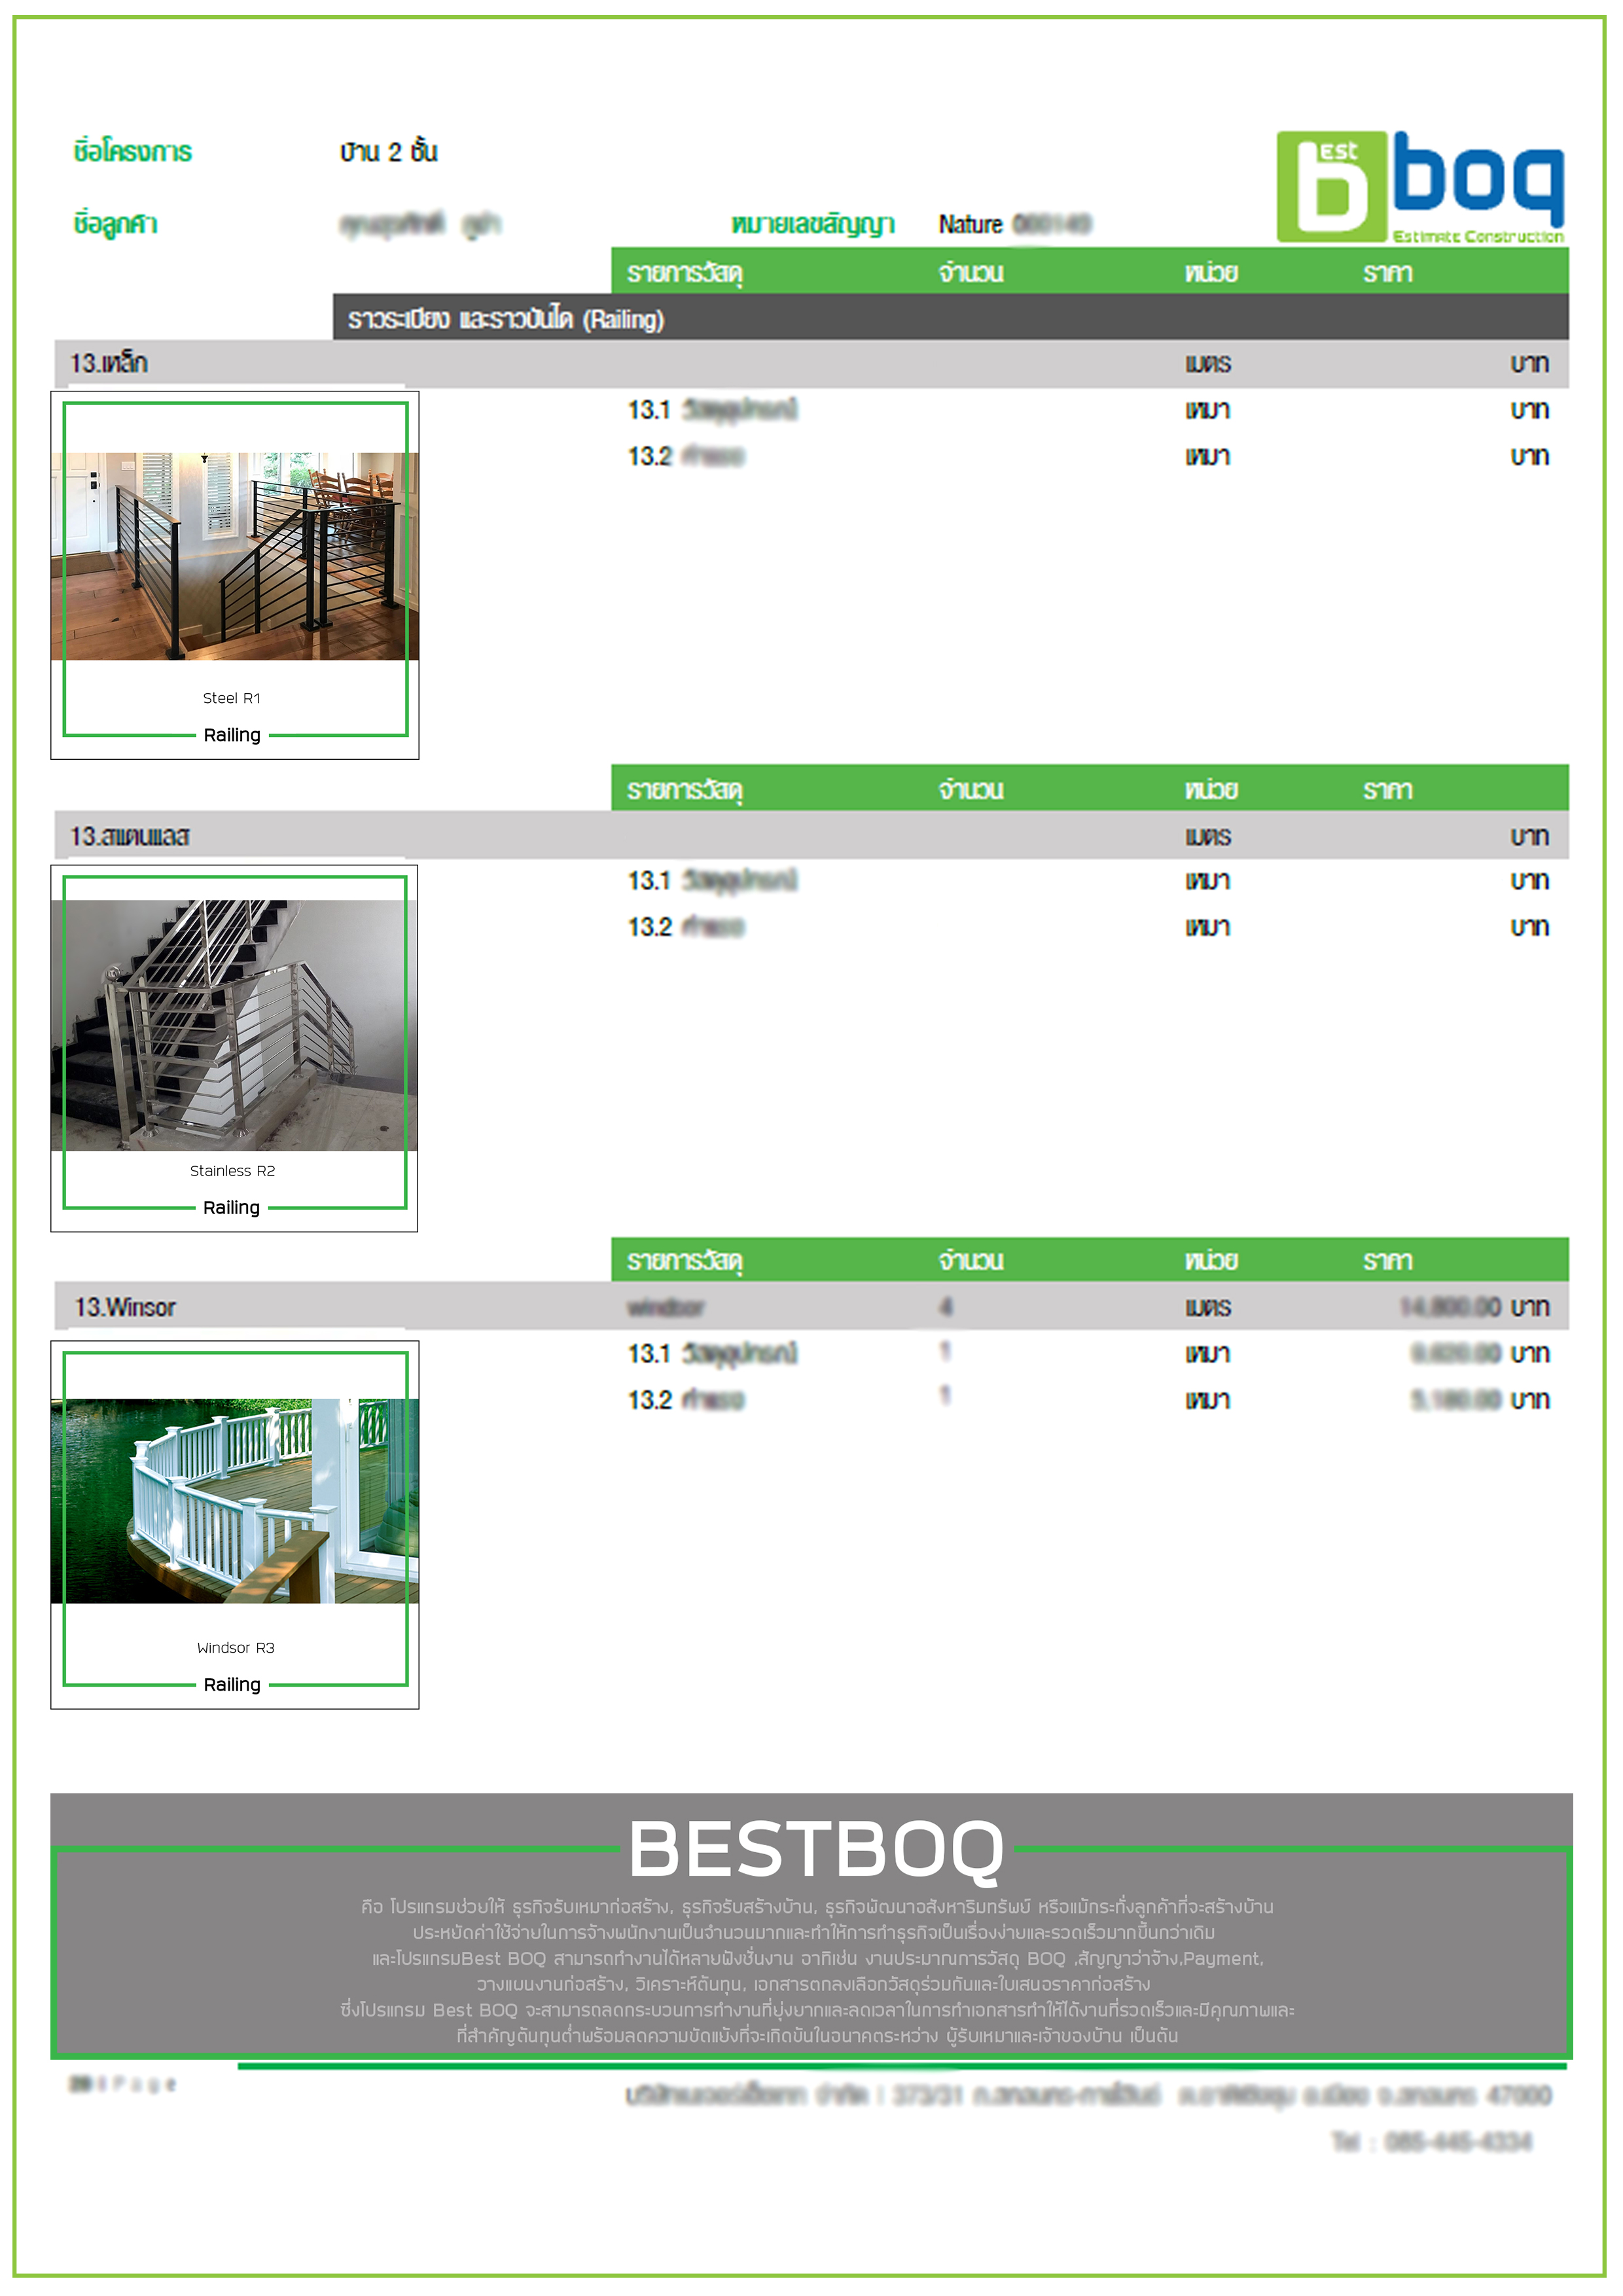 ชื่อโครงการ บ้าน 2 ชั้น
Est b boq
Estimate Construction
ชื่อลูกค้า หมายเลขสัญญา Nature
รายการวัสดุ จำนวน หน่วย ราคา
ราวระเบียง และราวบันได (Railing)
13.เหล็ก เมตร บาท
13.1 วัสดุอุปกรณ์ เหมา บาท
13.2 เหมา บาท
Steel R1
Railing
รายการวัสดุ จำนวน หน่วย ราคา
13.สแตนแลส เมตร บาท
13.1 วัสดุอุปกรณ์ เหมา บาท
13.2 เหมา บาท
Stainless R2
Railing
รายการวัสดุ จำนวน หน่วย ราคา
13.Winsor windsor 4 เมตร บาท
13.1 วัสดุอุปกรณ์ 1 เหมา บาท
13.2 1 เหมา บาท
Windsor R3
Railing
BESTBOQ
คือ โปรแกรมช่วยให้ ธุรกิจรับเหมาก่อสร้าง, ธุรกิจรับสร้างบ้าน, ธุรกิจพัฒนาอสังหาริมทรัพย์ หรือแม้กระทั่งลูกค้าที่จะสร้างบ้าน
ประหยัดค่าใช้จ่ายในการจ้างพนักงานเป็นจำนวนมากและทำให้การทำธุรกิจเป็นเรื่องง่ายและรวดเร็วมากขึ้นกว่าเดิม
และโปรแกรมBest BOQ สามารถทำงานได้หลายฟังชั่นงาน อาทิเช่น งานประมาณการวัสดุ BOQ ,สัญญาว่าจ้าง,Payment,
วางแผนงานก่อสร้าง, วิเคราะห์ต้นทุน, เอกสารตกลงเลือกวัสดุร่วมกันและใบเสนอราคาก่อสร้าง
ซึ่งโปรแกรม Best BOQ จะสามารถลดกระบวนการทำงานที่ยุ่งยากและลดเวลาในการทำเอกสารทำให้ได้งานที่รวดเร็วและมีคุณภาพและ
ที่สำคัญต้นทุนต่ำพร้อมลดความขัดแย้งที่จะเกิดขึ้นในอนาคตระหว่าง ผู้รับเหมาและเจ้าของบ้าน เป็นต้น